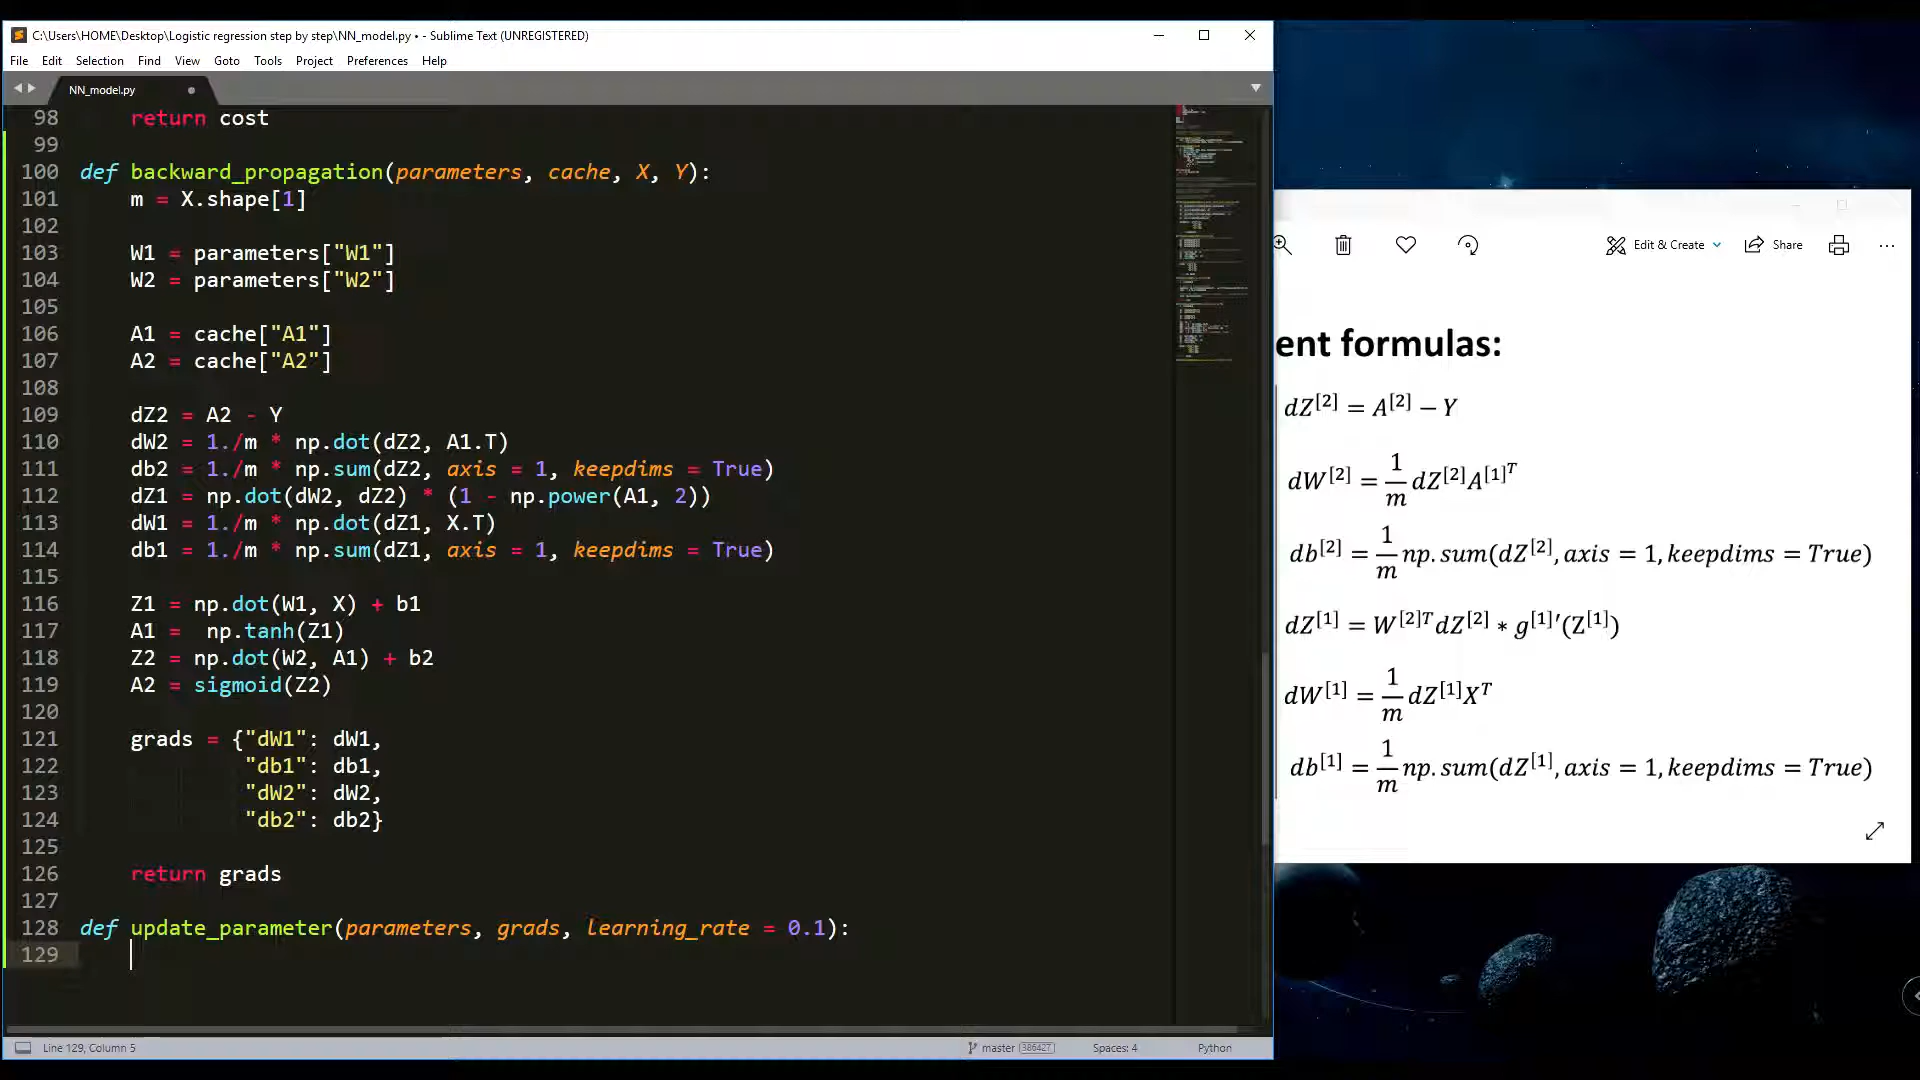 C:\Users\HOME\Desktop\Logistic regression step by step\NN_model.py • - Sublime Text (UNREGISTERED)
File Edit Selection Find View Goto Tools Project Preferences Help
NN_model.py
98 return cost
99
100 def backward_propagation(parameters, cache, X, Y):
101 m = X.shape[1]
102
103 W1 = parameters["W1"]
104 W2 = parameters["W2"]
105
106 A1 = cache["A1"]
107 A2 = cache["A2"]
108
109 dZ2 = A2 - Y
110 dW2 = 1./m * np.dot(dZ2, A1.T)
111 db2 = 1./m * np.sum(dZ2, axis = 1, keepdims = True)
112 dZ1 = np.dot(dW2, dZ2) * (1 - np.power(A1, 2))
113 dW1 = 1./m * np.dot(dZ1, X.T)
114 db1 = 1./m * np.sum(dZ1, axis = 1, keepdims = True)
115
116 Z1 = np.dot(W1, X) + b1
117 A1 =  np.tanh(Z1)
118 Z2 = np.dot(W2, A1) + b2
119 A2 = sigmoid(Z2)
120
121 grads = {"dW1": dW1,
122 "db1": db1,
123 "dW2": dW2,
124 "db2": db2}
125
126 return grads
127
128 def update_parameter(parameters, grads, learning_rate = 0.1):
129
Line 129, Column 5 master 386427 Spaces: 4 Python
Edit & Create Share
ent formulas:
dZ^[2] = A^[2] − Y
dW^[2] = 1/m dZ^[2]A^[1]^T
db^[2] = 1/m np.sum(dZ^[2], axis = 1, keepdims = True)
dZ^[1] = W^[2]T dZ^[2] ∗ g^[1]′(Z^[1])
dW^[1] = 1/m dZ^[1]X^T
db^[1] = 1/m np.sum(dZ^[1], axis = 1, keepdims = True)